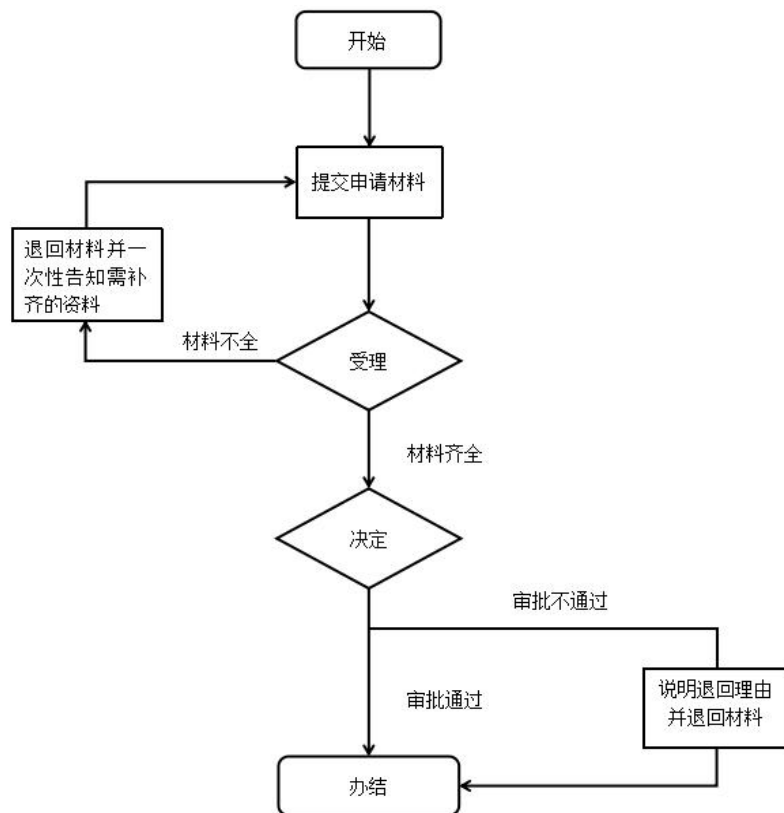 开始
提交申请材料
退回材料并一
次性告知需补
齐的资料
材料不全
受理
材料齐全
决定
审批不通过
审批通过
说明退回理由
并退回材料
办结